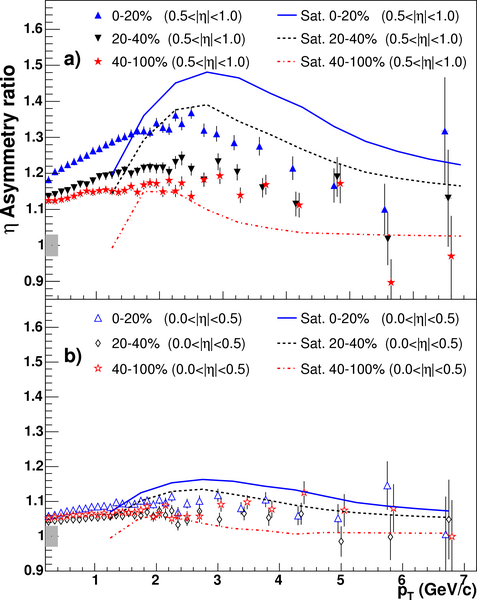 η Asymmetry ratio
a)
0-20% (0.5<|η|<1.0) Sat. 0-20% (0.5<|η|<1.0)
20-40% (0.5<|η|<1.0) Sat. 20-40% (0.5<|η|<1.0)
40-100% (0.5<|η|<1.0) Sat. 40-100% (0.5<|η|<1.0)
1.6
1.5
1.4
1.3
1.2
1.1
1
0.9
b)
0-20% (0.0<|η|<0.5) Sat. 0-20% (0.0<|η|<0.5)
20-40% (0.0<|η|<0.5) Sat. 20-40% (0.0<|η|<0.5)
40-100% (0.0<|η|<0.5) Sat. 40-100% (0.0<|η|<0.5)
1.6
1.5
1.4
1.3
1.2
1.1
1
0.9
1 2 3 4 5 6 7
pT (GeV/c)